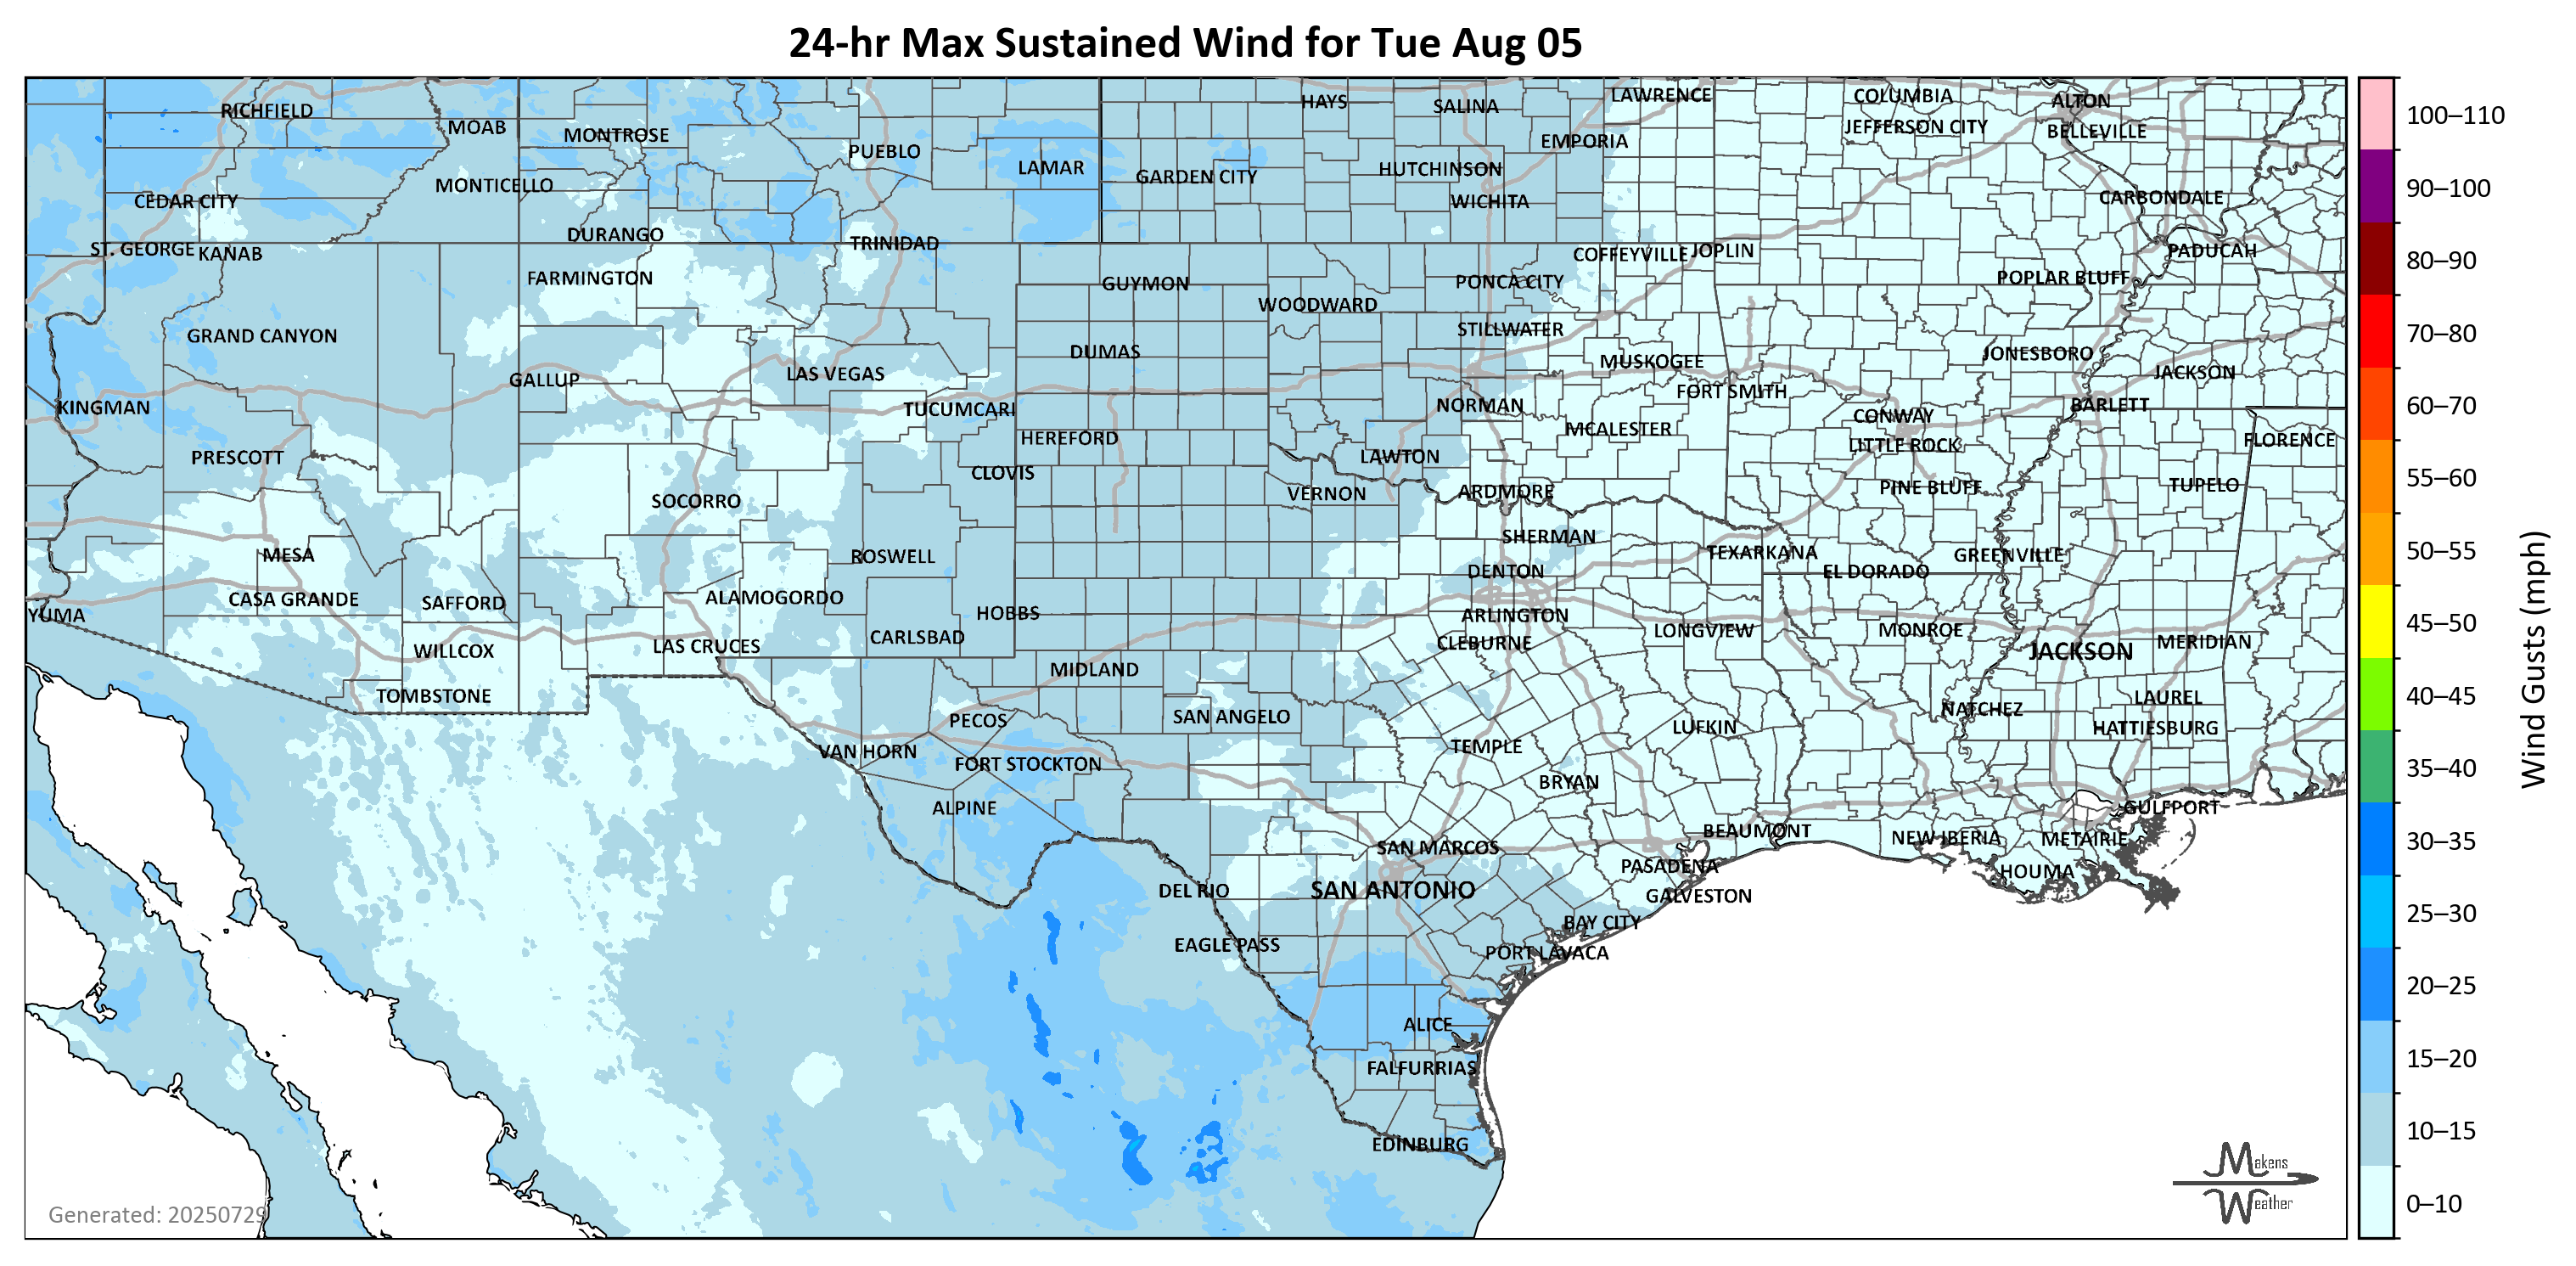 24-hr Max Sustained Wind for Tue Aug 05
RICHFIELD
MOAB
MONTROSE
PUEBLO
LAMAR
HAYS
SALINA
LAWRENCE
COLUMBIA
ALTON
EMPORIA
JEFFERSON CITY
BELLEVILLE
CEDAR CITY
MONTICELLO
GARDEN CITY
HUTCHINSON
WICHITA
CARBONDALE
ST. GEORGE
KANAB
DURANGO
TRINIDAD
COFFEYVILLE
JOPLIN
PADUCAH
FARMINGTON
GUYMON
PONCA CITY
POPLAR BLUFF
WOODWARD
GRAND CANYON
STILLWATER
DUMAS
MUSKOGEE
JONESBORO
GALLUP
LAS VEGAS
JACKSON
KINGMAN
TUCUMCARI
NORMAN
FORT SMITH
CONWAY
BARLETT
HEREFORD
MCALESTER
LITTLE ROCK
FLORENCE
PRESCOTT
CLOVIS
LAWTON
SOCORRO
VERNON
ARDMORE
PINE BLUFF
TUPELO
MESA
ROSWELL
SHERMAN
TEXARKANA
GREENVILLE
DENTON
EL DORADO
YUMA
CASA GRANDE
SAFFORD
ALAMOGORDO
HOBBS
ARLINGTON
WILLCOX
LAS CRUCES
CARLSBAD
CLEBURNE
LONGVIEW
MONROE
JACKSON
MERIDIAN
TOMBSTONE
MIDLAND
LAUREL
PECOS
SAN ANGELO
NATCHEZ
HATTIESBURG
VAN HORN
FORT STOCKTON
TEMPLE
LUFKIN
ALPINE
BRYAN
GULFPORT
SAN MARCOS
BEAUMONT
NEW IBERIA
METAIRIE
DEL RIO
SAN ANTONIO
PASADENA
HOUMA
GALVESTON
EAGLE PASS
BAY CITY
PORT LAVACA
ALICE
FALFURRIAS
EDINBURG
Generated: 20250729
Makens
Weather
100–110
90–100
80–90
70–80
60–70
55–60
50–55
45–50
40–45
35–40
30–35
25–30
20–25
15–20
10–15
0–10
Wind Gusts (mph)